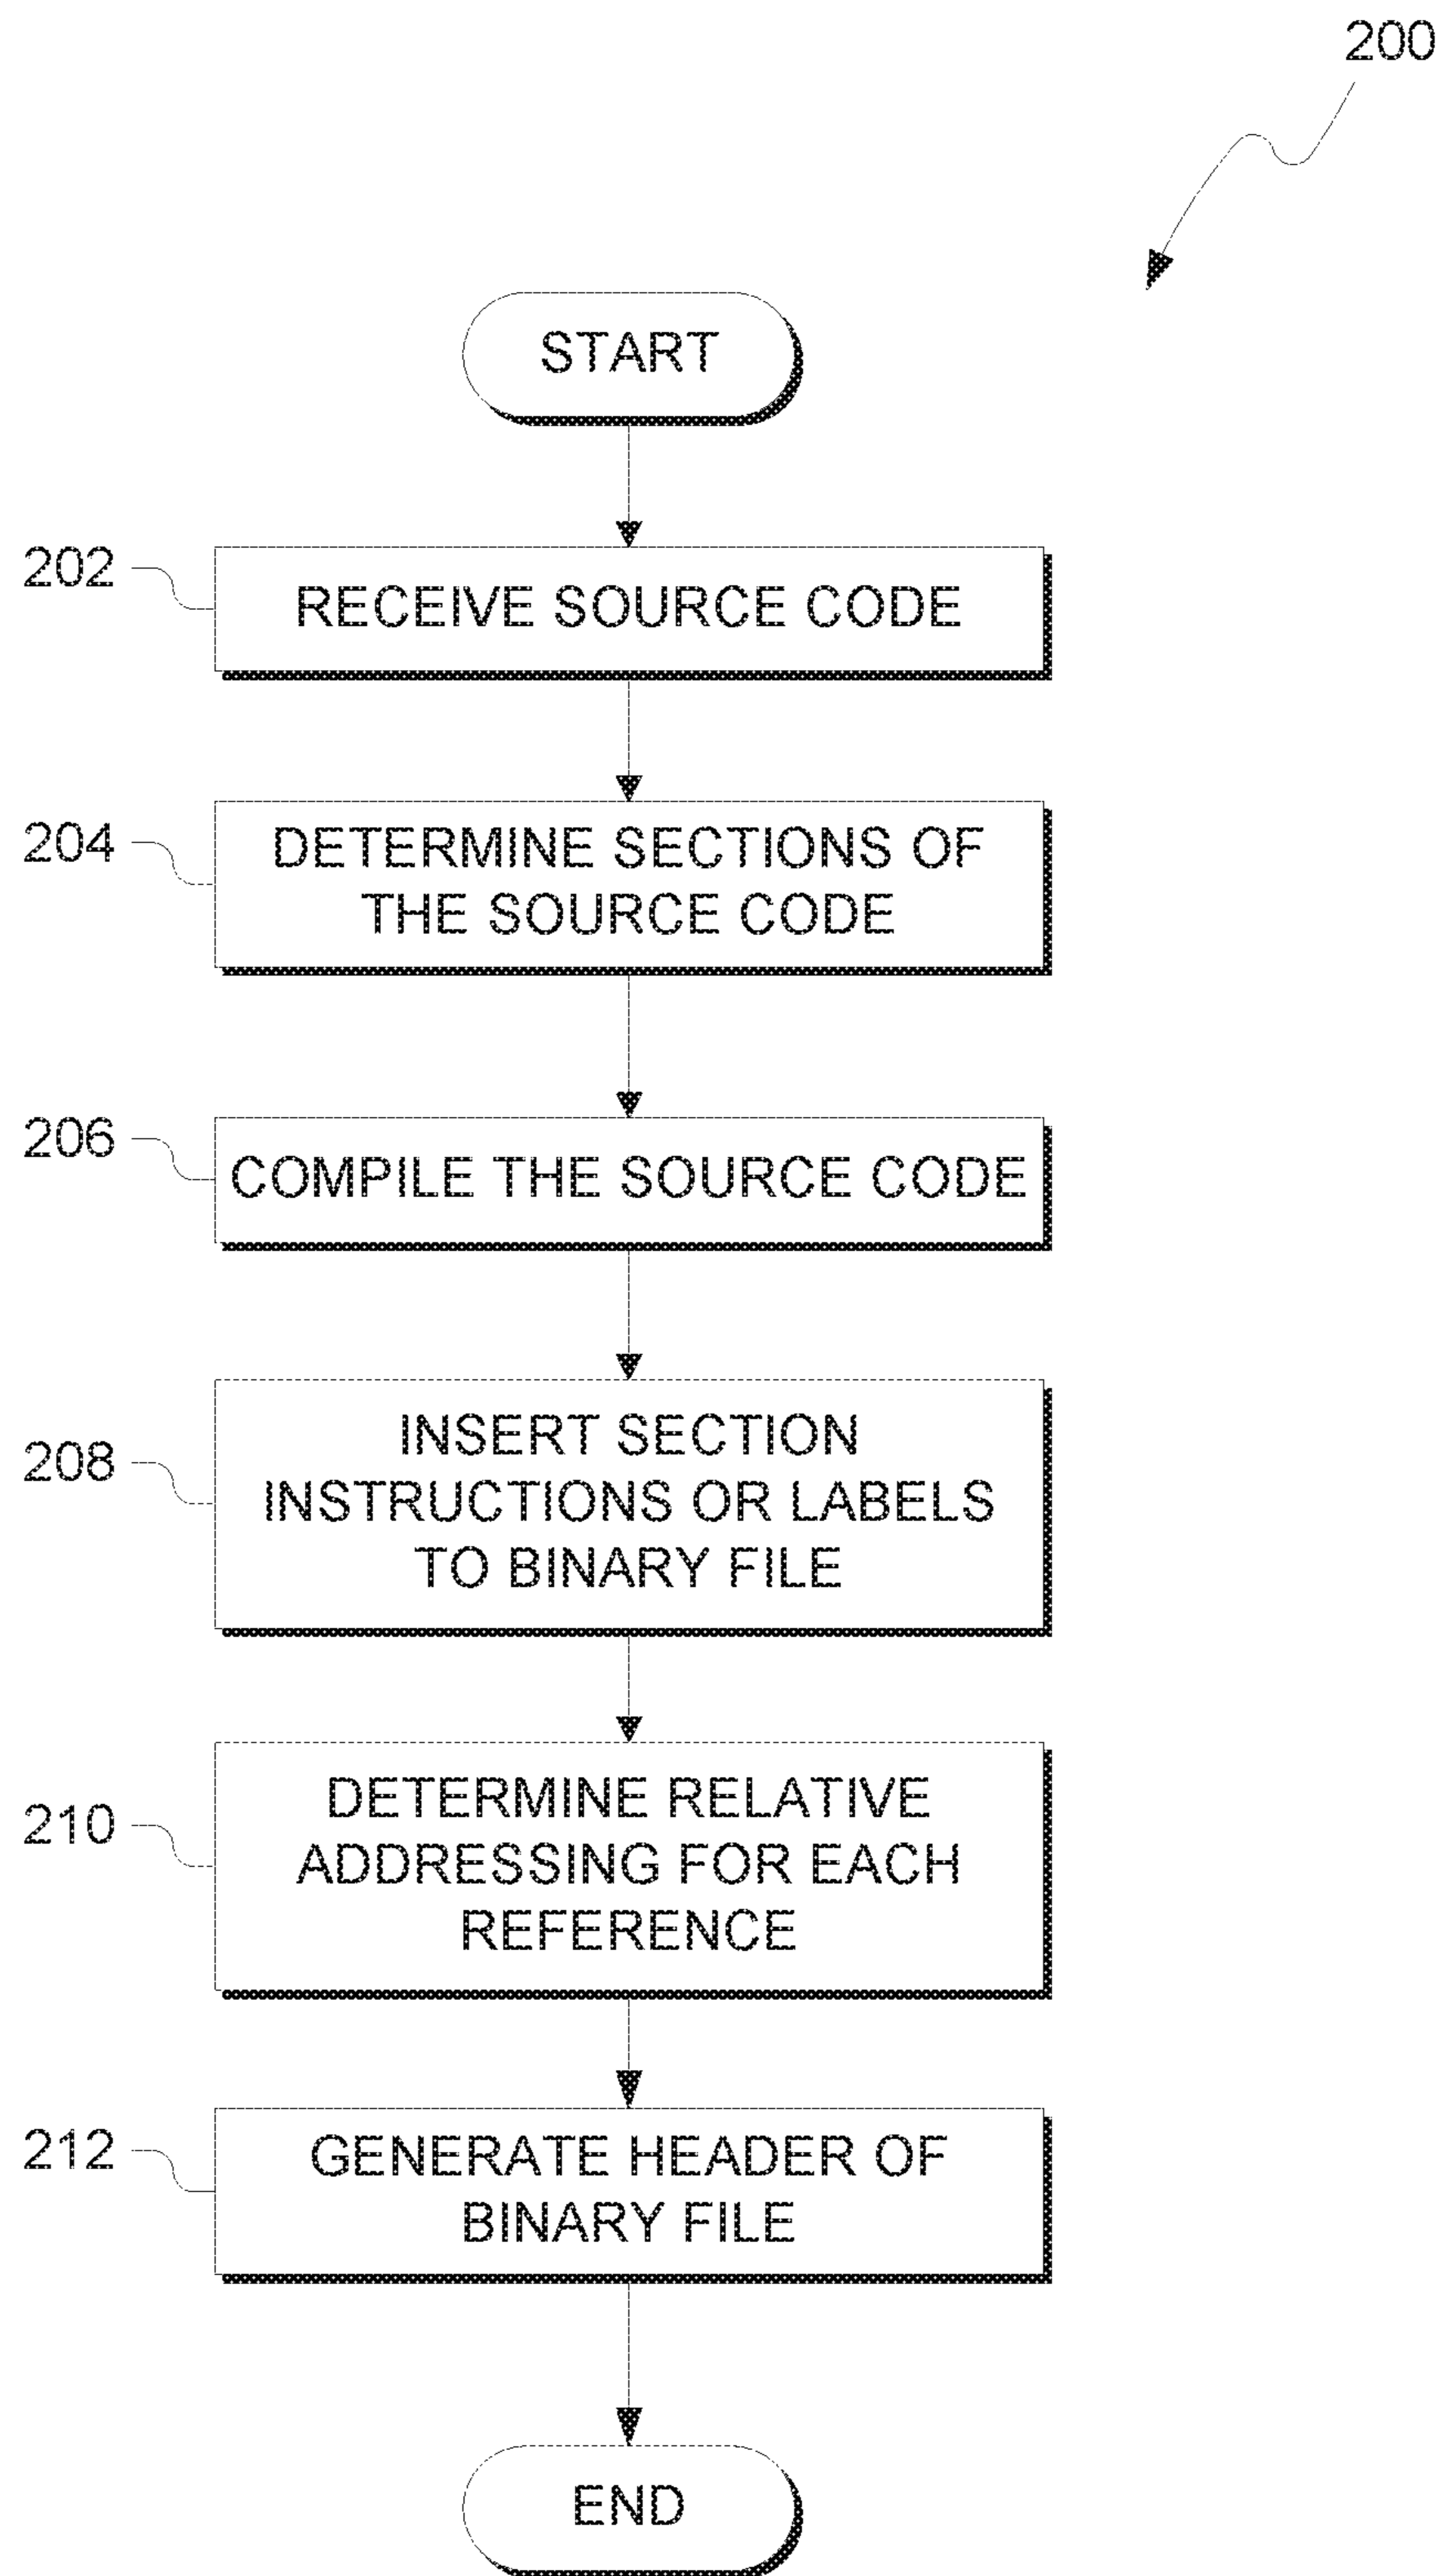 200
START
202
RECEIVE SOURCE CODE
204
DETERMINE SECTIONS OF
THE SOURCE CODE
206
COMPILE THE SOURCE CODE
208
INSERT SECTION
INSTRUCTIONS OR LABELS
TO BINARY FILE
210
DETERMINE RELATIVE
ADDRESSING FOR EACH
REFERENCE
212
GENERATE HEADER OF
BINARY FILE
END